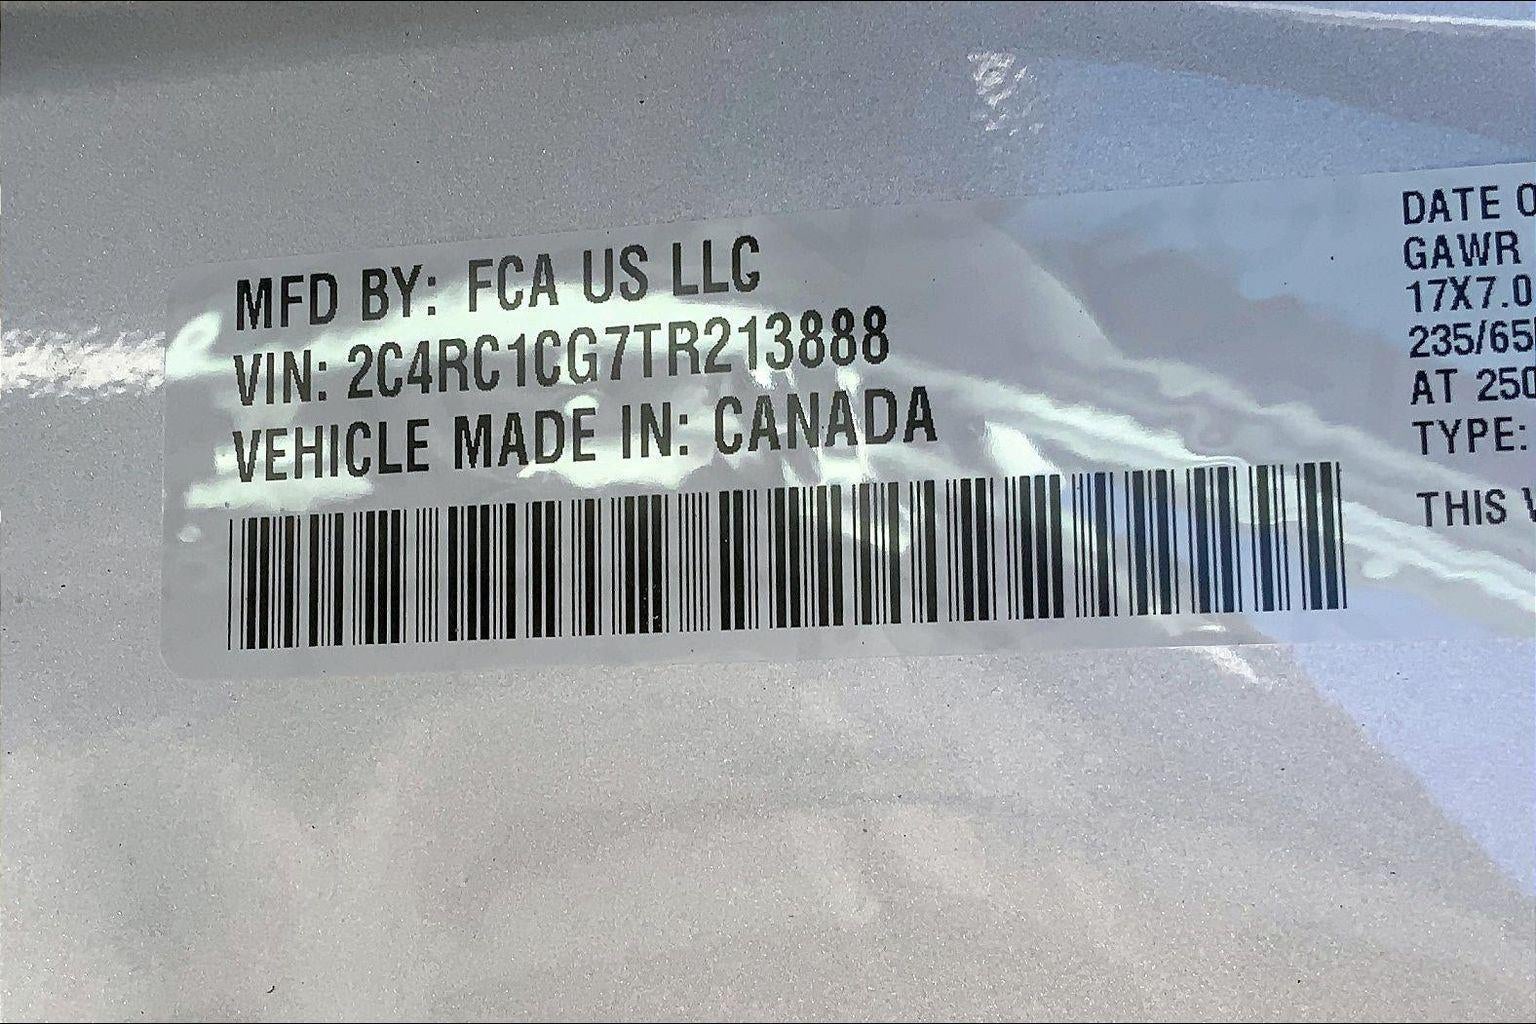 MFD BY: FCA US LLC
VIN: 2C4RC1CG7TR213888
VEHICLE MADE IN: CANADA
DATE O
GAWR
17X7.0
235/65
AT 250
TYPE:
THIS V